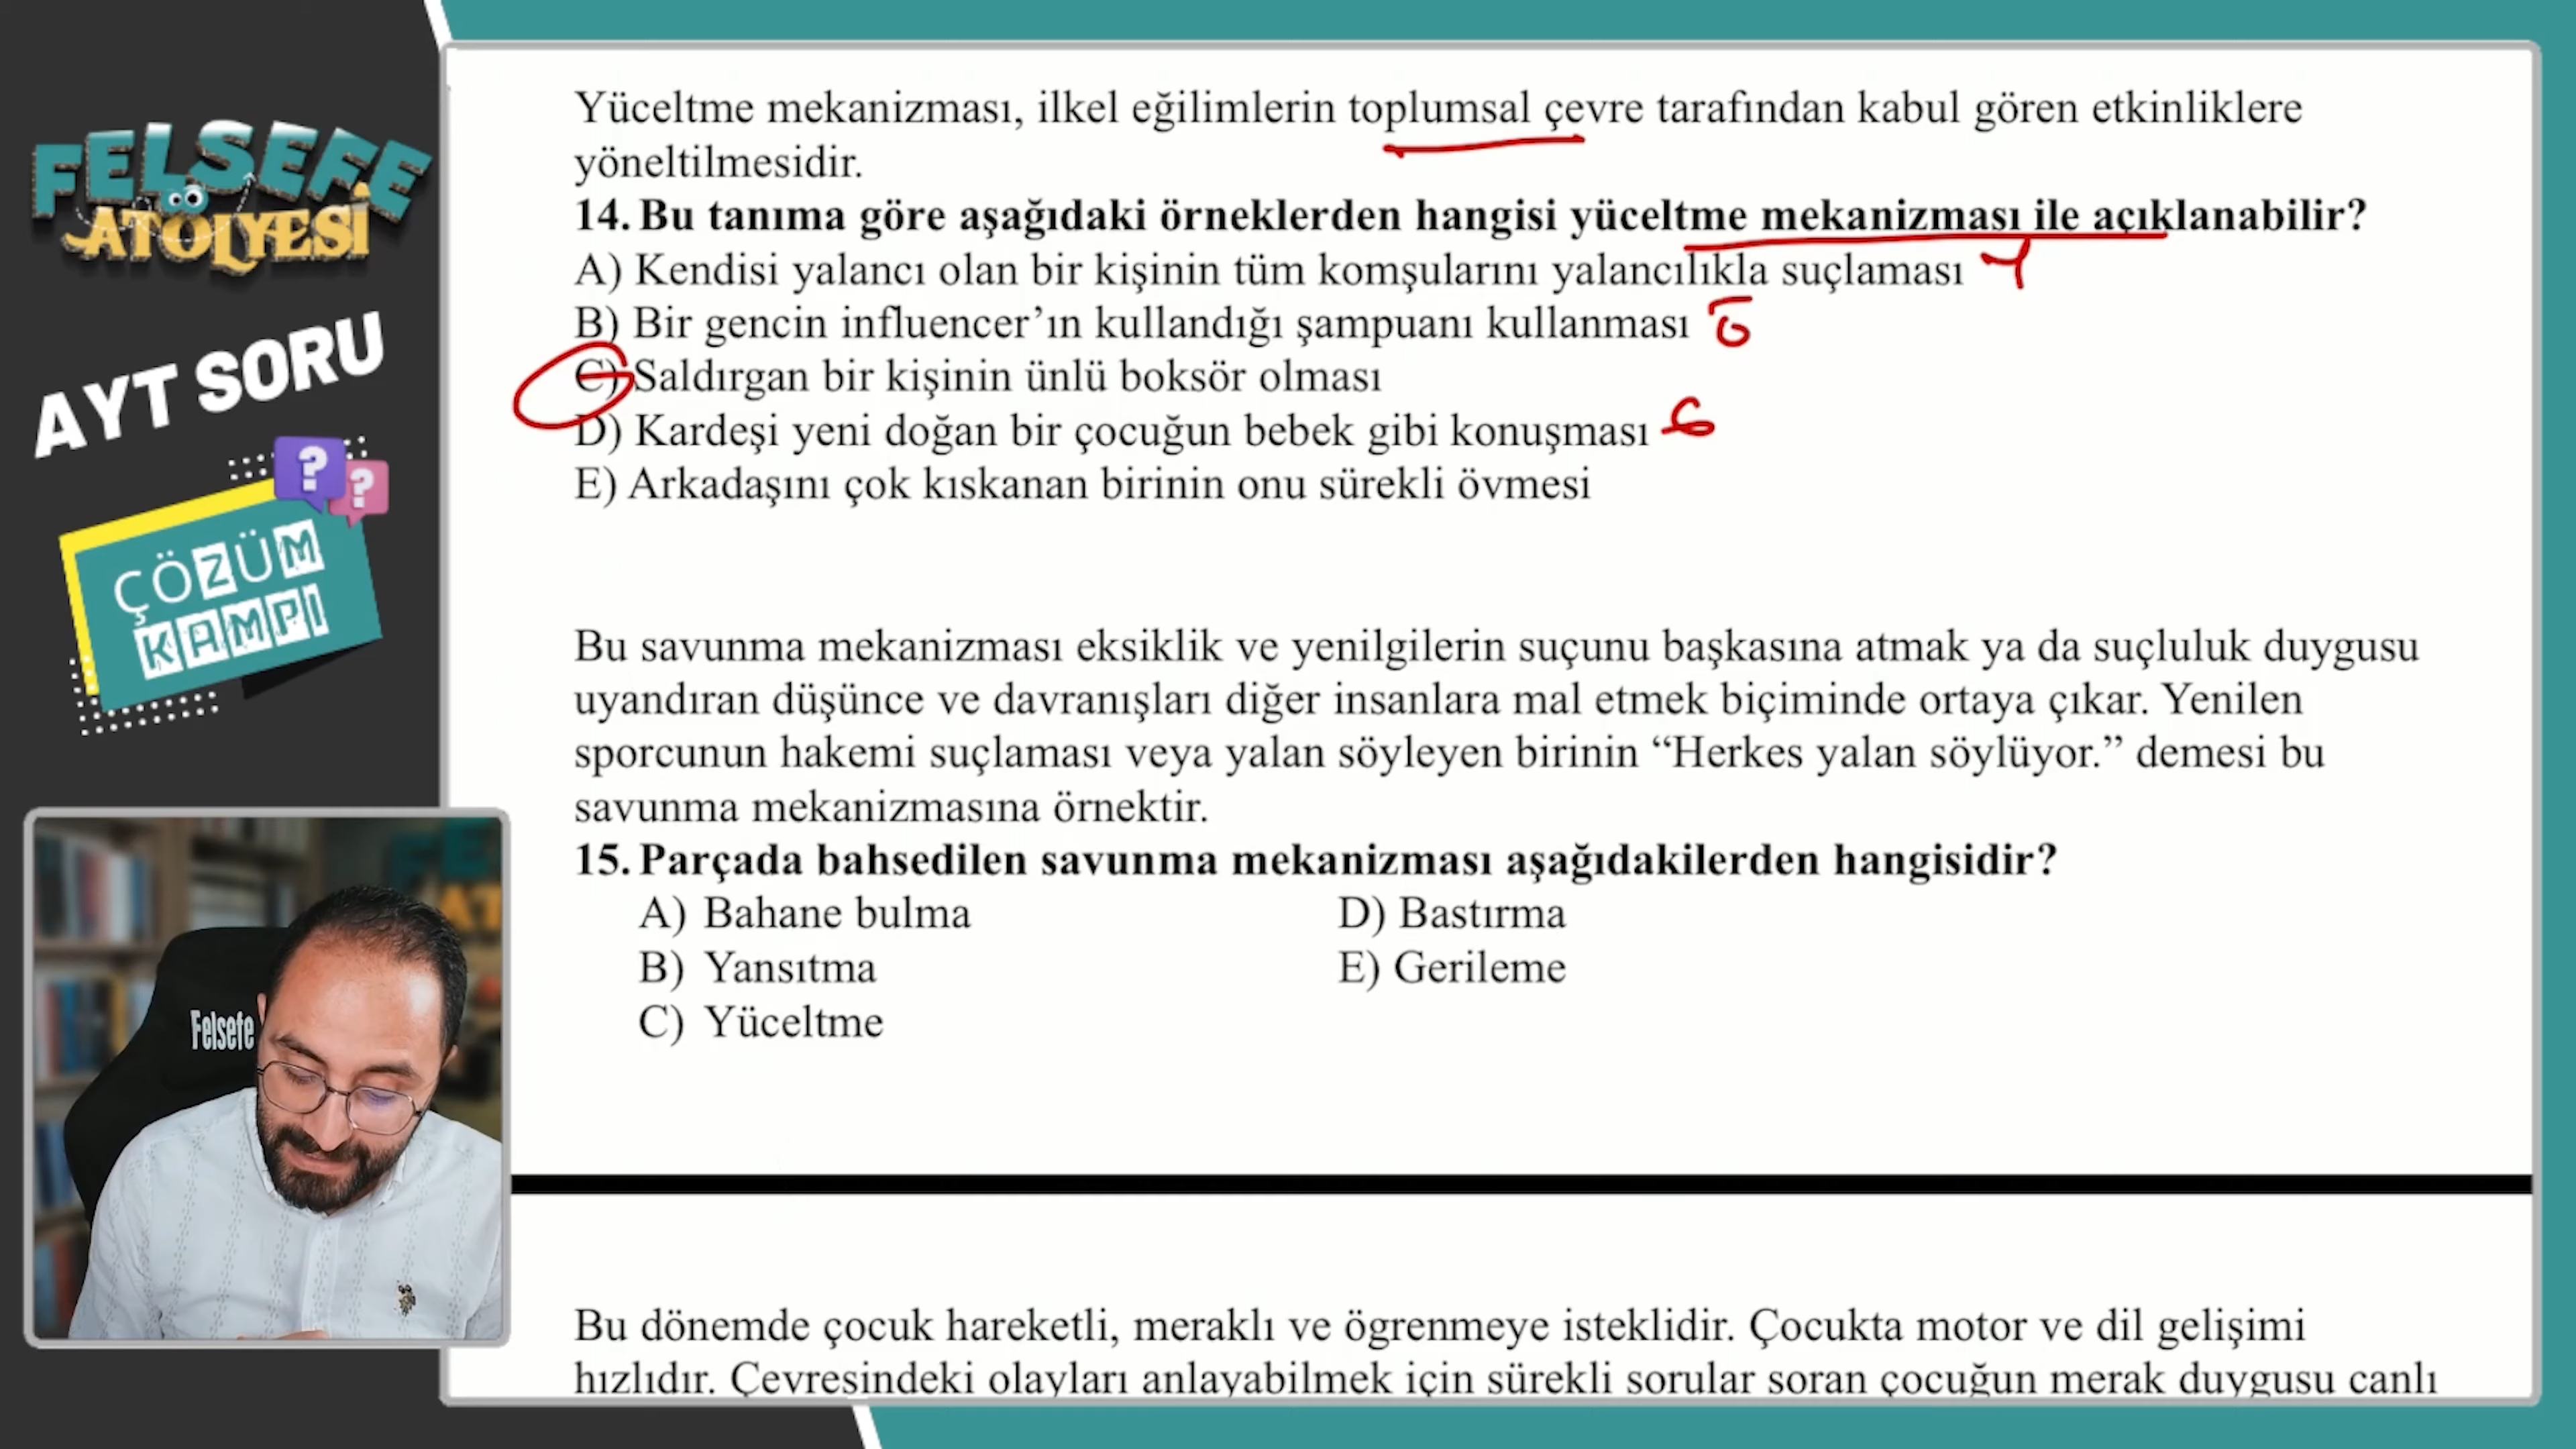 FELSEFE
ATÖLYESİ
AYT SORU
? ?
ÇÖZÜM
KAMPI
Yüceltme mekanizması, ilkel eğilimlerin toplumsal çevre tarafından kabul gören etkinliklere
yöneltilmesidir.
14. Bu tanıma göre aşağıdaki örneklerden hangisi yüceltme mekanizması ile açıklanabilir?
A) Kendisi yalancı olan bir kişinin tüm komşularını yalancılıkla suçlaması Y
B) Bir gencin influencer’ın kullandığı şampuanı kullanması Ö
C) Saldırgan bir kişinin ünlü boksör olması
D) Kardeşi yeni doğan bir çocuğun bebek gibi konuşması G
E) Arkadaşını çok kıskanan birinin onu sürekli övmesi
Bu savunma mekanizması eksiklik ve yenilgilerin suçunu başkasına atmak ya da suçluluk duygusu
uyandıran düşünce ve davranışları diğer insanlara mal etmek biçiminde ortaya çıkar. Yenilen
sporcunun hakemi suçlaması veya yalan söyleyen birinin “Herkes yalan söylüyor.” demesi bu
savunma mekanizmasına örnektir.
15. Parçada bahsedilen savunma mekanizması aşağıdakilerden hangisidir?
A) Bahane bulma
B) Yansıtma
C) Yüceltme
D) Bastırma
E) Gerileme
Bu dönemde çocuk hareketli, meraklı ve ögrenmeye isteklidir. Çocukta motor ve dil gelişimi
hızlıdır. Çevresindeki olayları anlayabilmek için sürekli sorular soran çocuğun merak duygusu canlı
Felsefe